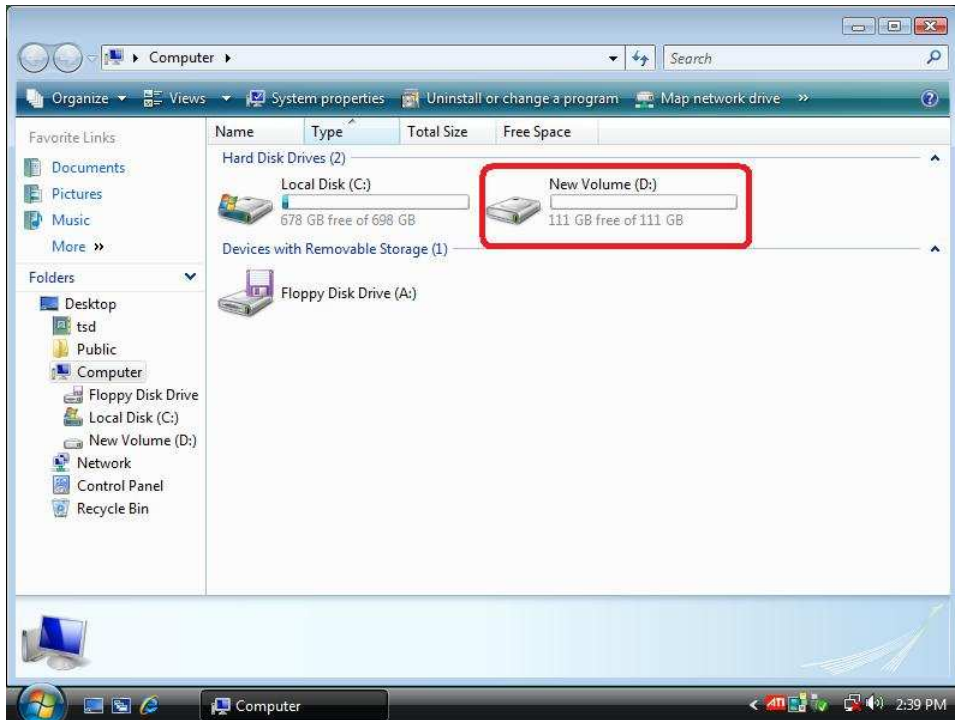 Computer
Search
Organize Views System properties Uninstall or change a program Map network drive »
Favorite Links
Documents
Pictures
Music
More »
Folders
Desktop
tsd
Public
Computer
Floppy Disk Drive
Local Disk (C:)
New Volume (D:)
Network
Control Panel
Recycle Bin
Name Type Total Size Free Space
Hard Disk Drives (2)
Local Disk (C:)
678 GB free of 698 GB
New Volume (D:)
111 GB free of 111 GB
Devices with Removable Storage (1)
Floppy Disk Drive (A:)
Computer
ATI
2:39 PM